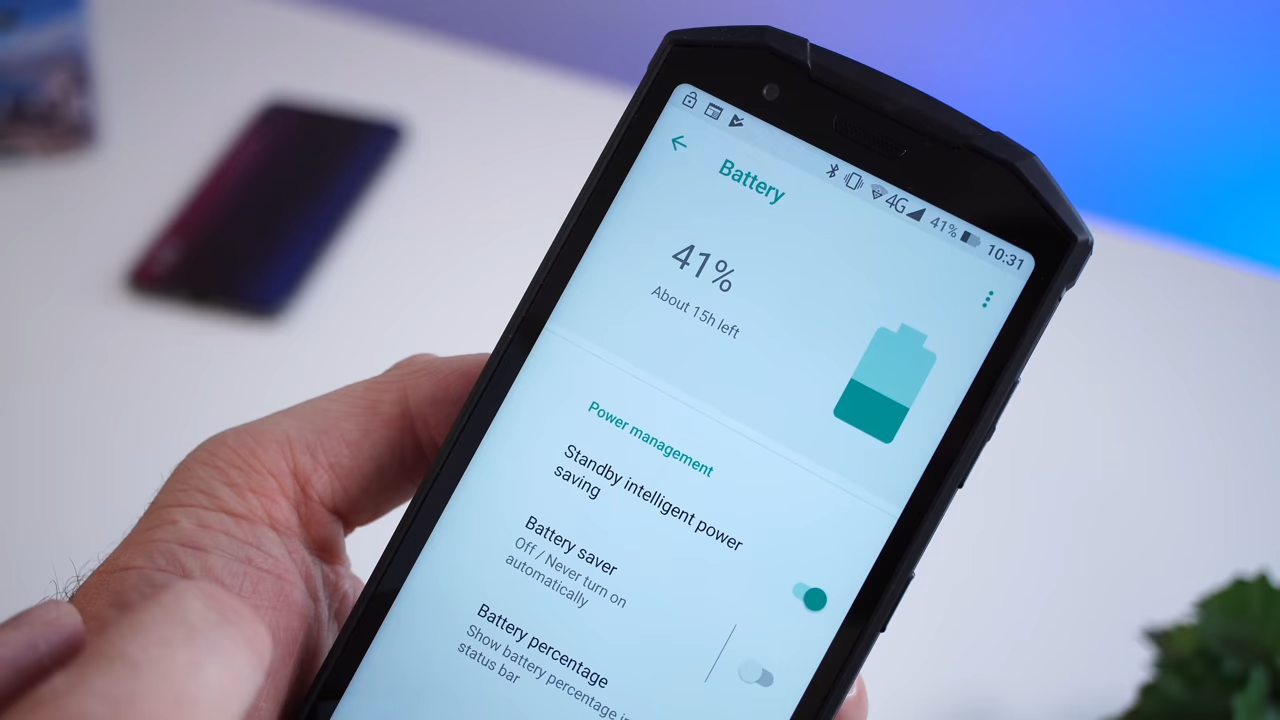 4G 41% 10:31
Battery
41%
About 15h left
Power management
Standby intelligent power
saving
Battery saver
Off / Never turn on
automatically
Battery percentage
Show battery percentage in
status bar